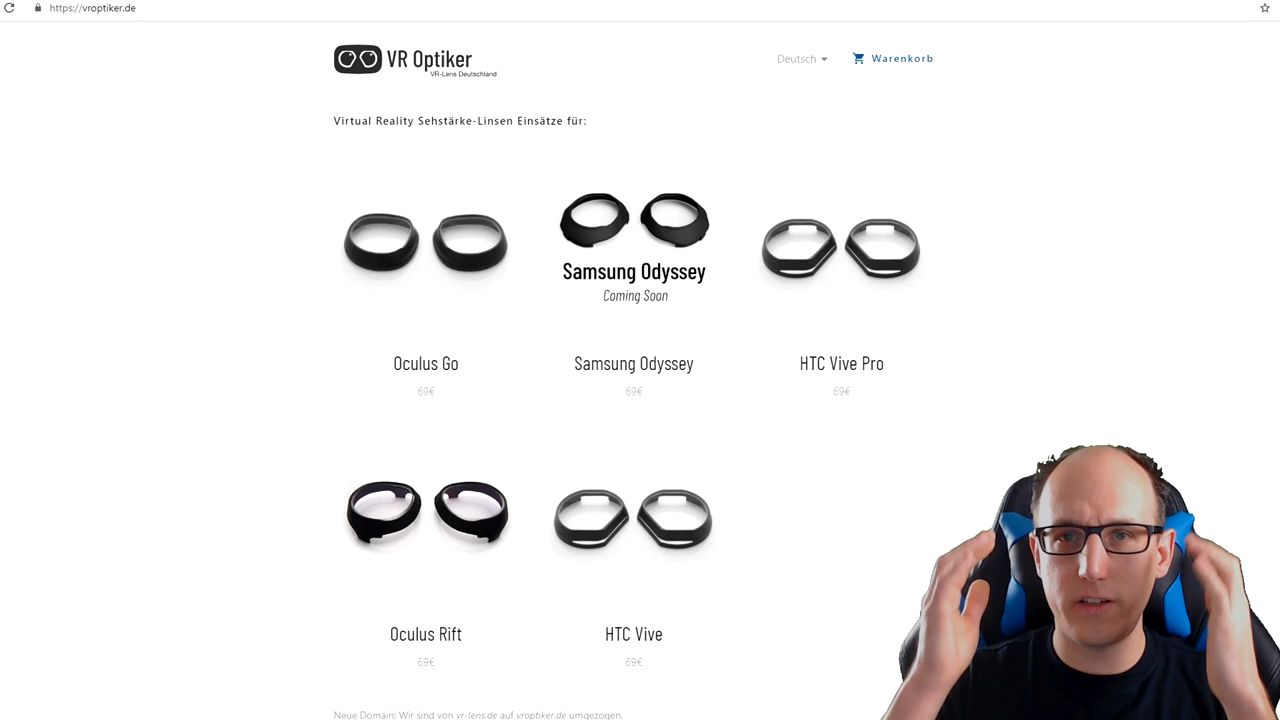 https://vroptiker.de
VR Optiker
VR-Lens Deutschland
Deutsch
Warenkorb
Virtual Reality Sehstärke-Linsen Einsätze für:
Samsung Odyssey
Coming Soon
Oculus Go
Samsung Odyssey
HTC Vive Pro
69€
69€
69€
Oculus Rift
HTC Vive
69€
69€
Neue Domain: Wir sind von vr-lens.de auf vroptiker.de umgezogen.